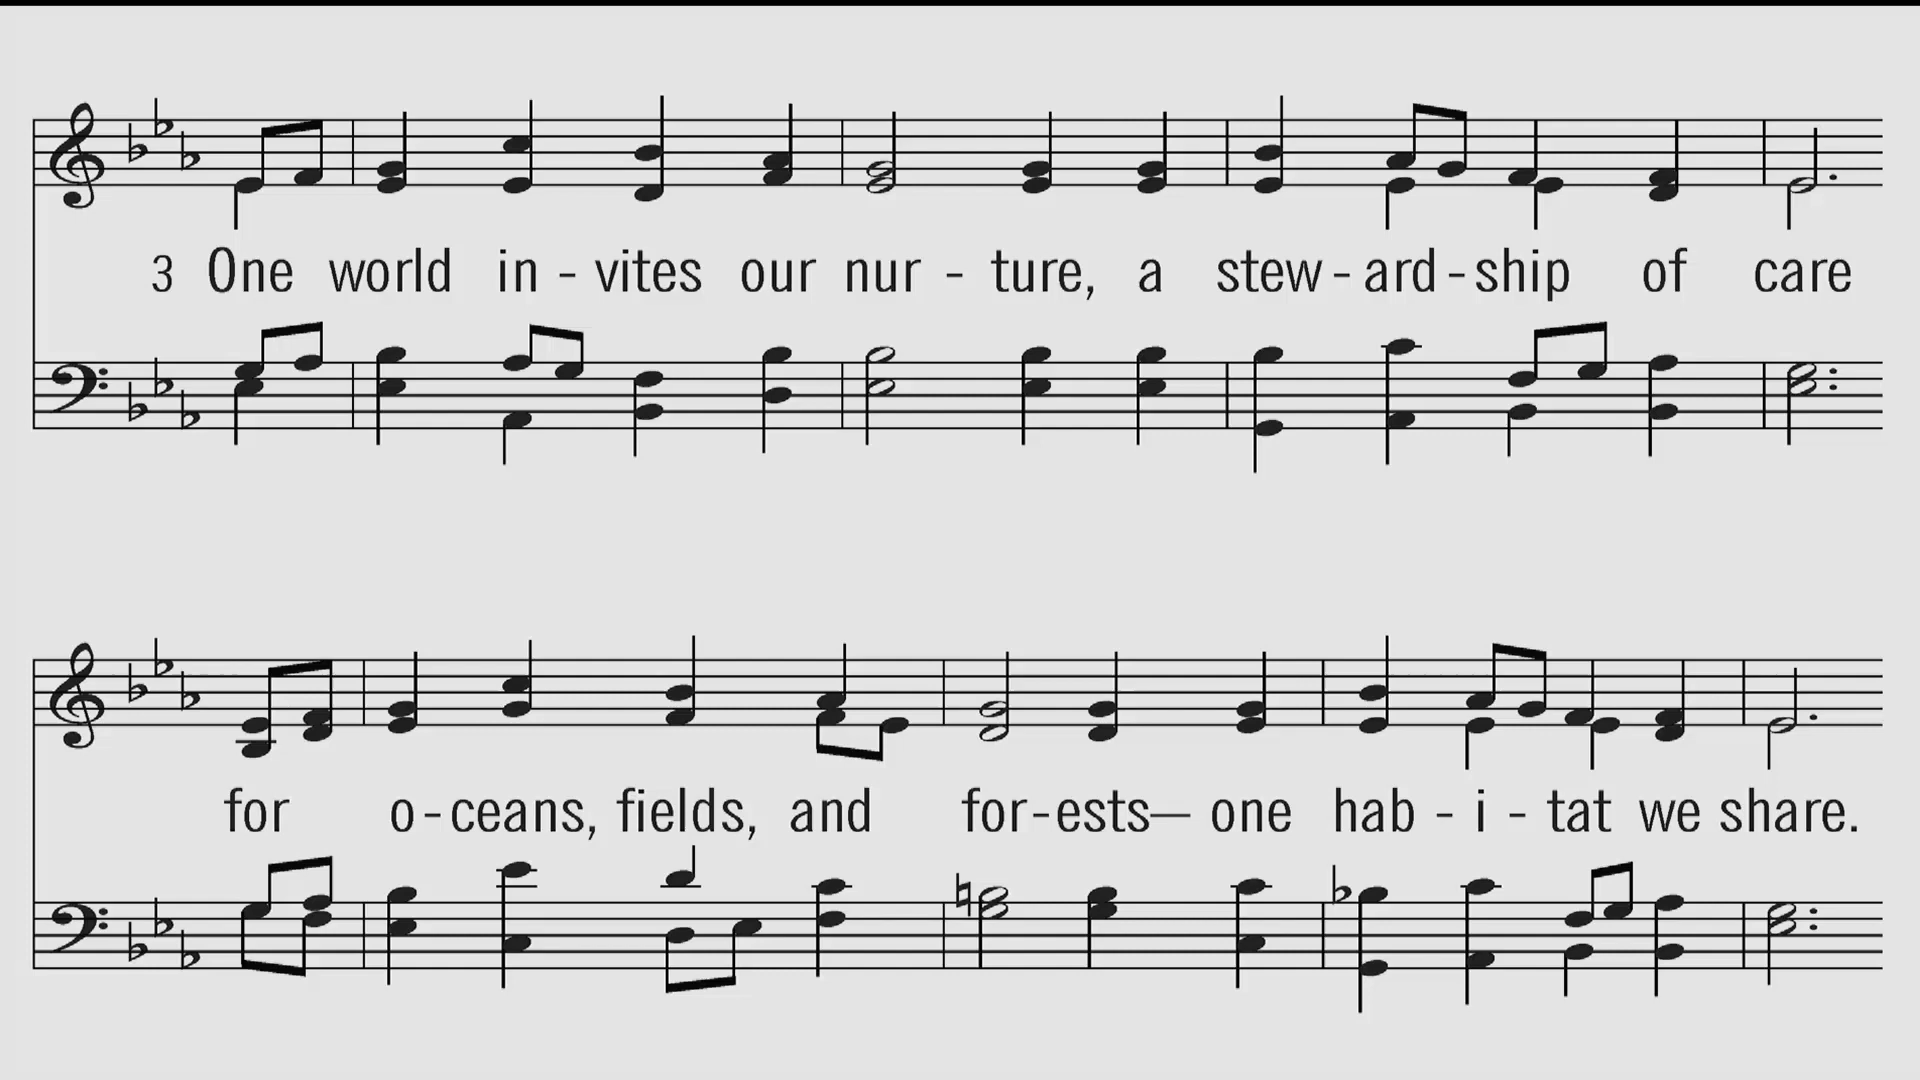 3 One world in - vites our nur - ture, a stew - ard - ship of care
for o - ceans, fields, and for - ests— one hab - i - tat we share.